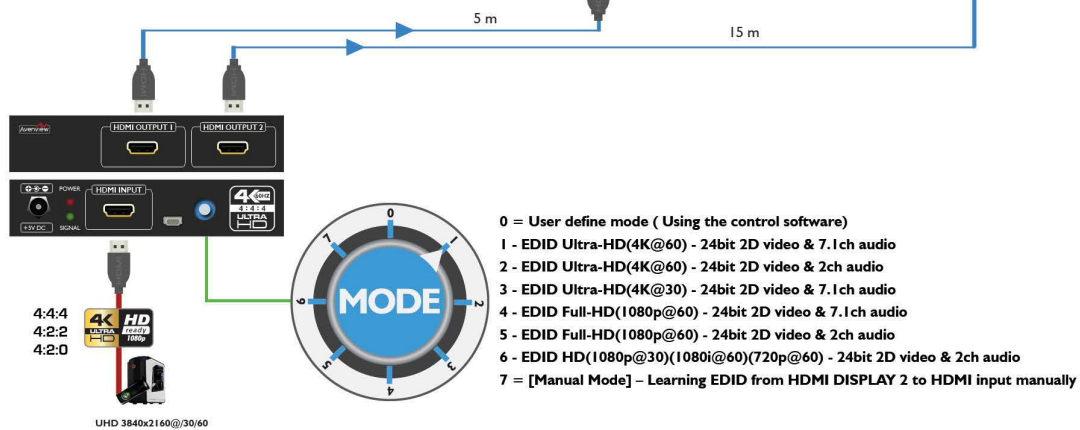 5 m
15 m
HDMI
HDMI
Avenview
HDMI OUTPUT 1
HDMI OUTPUT 2
POWER
HDMI INPUT
+5V DC
SIGNAL
4K @60HZ
4:4:4
ULTRA
HD
HDMI
4:4:4
4:2:2
4:2:0
4K
ULTRA
HD
HD
ready
1080p
UHD 3840x2160@/30/60
MODE
0
1
2
3
4
5
6
7
0 = User define mode ( Using the control software)
1 - EDID Ultra-HD(4K@60) - 24bit 2D video & 7.1ch audio
2 - EDID Ultra-HD(4K@60) - 24bit 2D video & 2ch audio
3 - EDID Ultra-HD(4K@30) - 24bit 2D video & 7.1ch audio
4 - EDID Full-HD(1080p@60) - 24bit 2D video & 7.1ch audio
5 - EDID Full-HD(1080p@60) - 24bit 2D video & 2ch audio
6 - EDID HD(1080p@30)(1080i@60)(720p@60) - 24bit 2D video & 2ch audio
7 = [Manual Mode] – Learning EDID from HDMI DISPLAY 2 to HDMI input manually